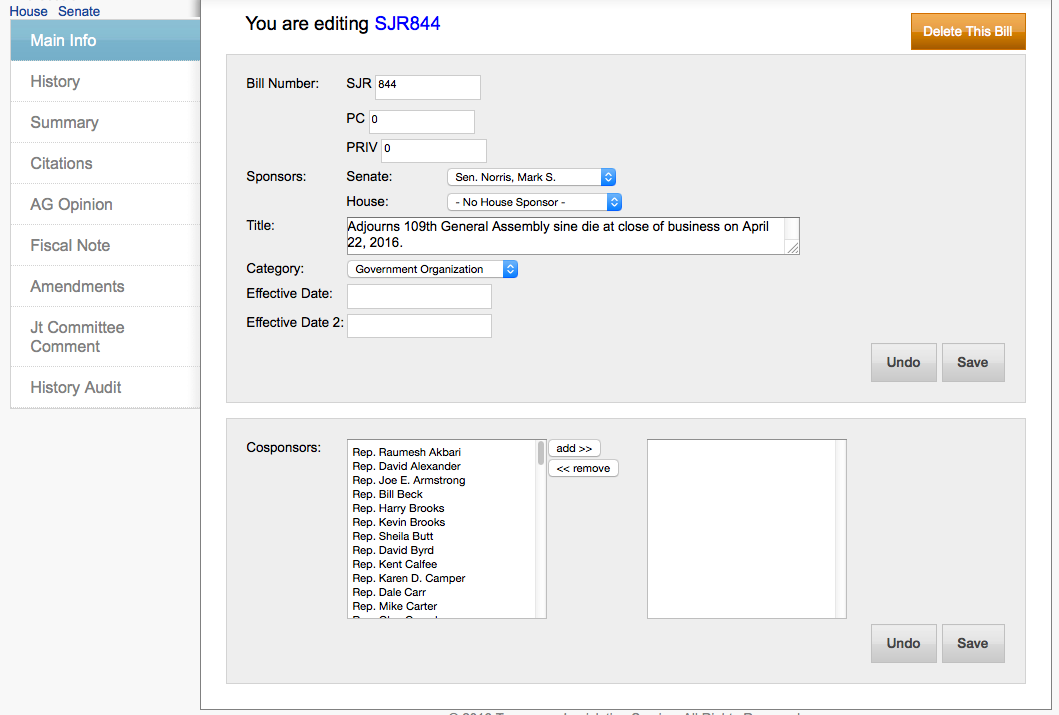 House Senate
Main Info
History
Summary
Citations
AG Opinion
Fiscal Note
Amendments
Jt Committee
Comment
History Audit
You are editing SJR844
Delete This Bill
Bill Number: SJR 844
PC 0
PRIV 0
Sponsors: Senate: Sen. Norris, Mark S.
House: - No House Sponsor -
Title: Adjourns 109th General Assembly sine die at close of business on April
22, 2016.
Category: Government Organization
Effective Date:
Effective Date 2:
Undo Save
Cosponsors:
Rep. Raumesh Akbari
Rep. David Alexander
Rep. Joe E. Armstrong
Rep. Bill Beck
Rep. Harry Brooks
Rep. Kevin Brooks
Rep. Sheila Butt
Rep. David Byrd
Rep. Kent Calfee
Rep. Karen D. Camper
Rep. Dale Carr
Rep. Mike Carter
add >>
<< remove
Undo Save